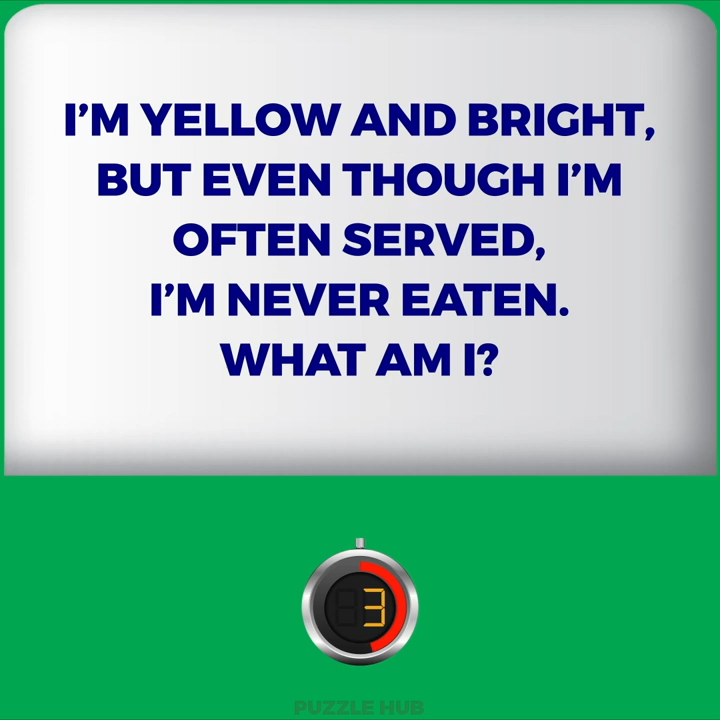 I’M YELLOW AND BRIGHT,
BUT EVEN THOUGH I’M
OFTEN SERVED,
I’M NEVER EATEN.
WHAT AM I?
3
PUZZLE HUB